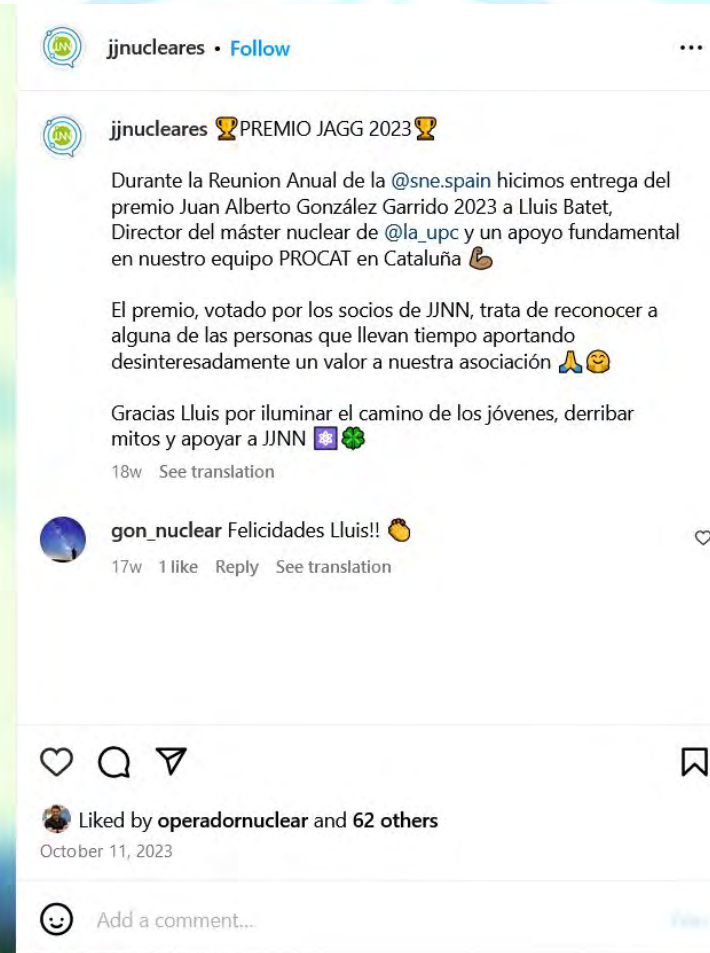 jjnucleares • Follow
jjnucleares 🏆PREMIO JAGG 2023🏆
Durante la Reunion Anual de la @sne.spain hicimos entrega del
premio Juan Alberto González Garrido 2023 a Lluis Batet,
Director del máster nuclear de @la_upc y un apoyo fundamental
en nuestro equipo PROCAT en Cataluña 💪🏽
El premio, votado por los socios de JJNN, trata de reconocer a
alguna de las personas que llevan tiempo aportando
desinteresadamente un valor a nuestra asociación 🙏🤗
Gracias Lluis por iluminar el camino de los jóvenes, derribar
mitos y apoyar a JJNN ⚛️🍀
18w See translation
gon_nuclear Felicidades Lluis!! 👏
17w 1 like Reply See translation
Liked by operadornuclear and 62 others
October 11, 2023
Add a comment...